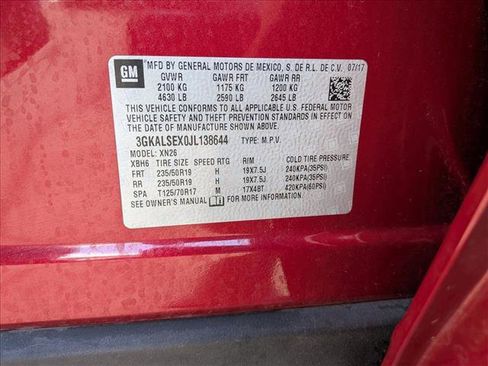 GM
MFD BY GENERAL MOTORS DE MEXICO, S. DE R.L. DE C.V. 07/17
GVWR GAWR FRT GAWR RR
2100 KG 1175 KG 1200 KG
4630 LB 2590 LB 2645 LB
THIS VEHICLE CONFORMS TO ALL APPLICABLE U.S. FEDERAL MOTOR
VEHICLE SAFETY AND THEFT PREVENTION STANDARDS IN EFFECT
ON THE DATE OF MANUFACTURE SHOWN ABOVE.
3GKALSEX0JL138644 TYPE: M.P.V.
MODEL: XN26
XBH6 TIRE SIZE SPEED RTG RIM COLD TIRE PRESSURE
FRT 235/50R19 H 19X7.5J 240KPA(35PSI)
RR 235/50R19 H 19X7.5J 240KPA(35PSI)
SPA T125/70R17 M 17X4BT 420KPA(60PSI)
SEE OWNER'S MANUAL